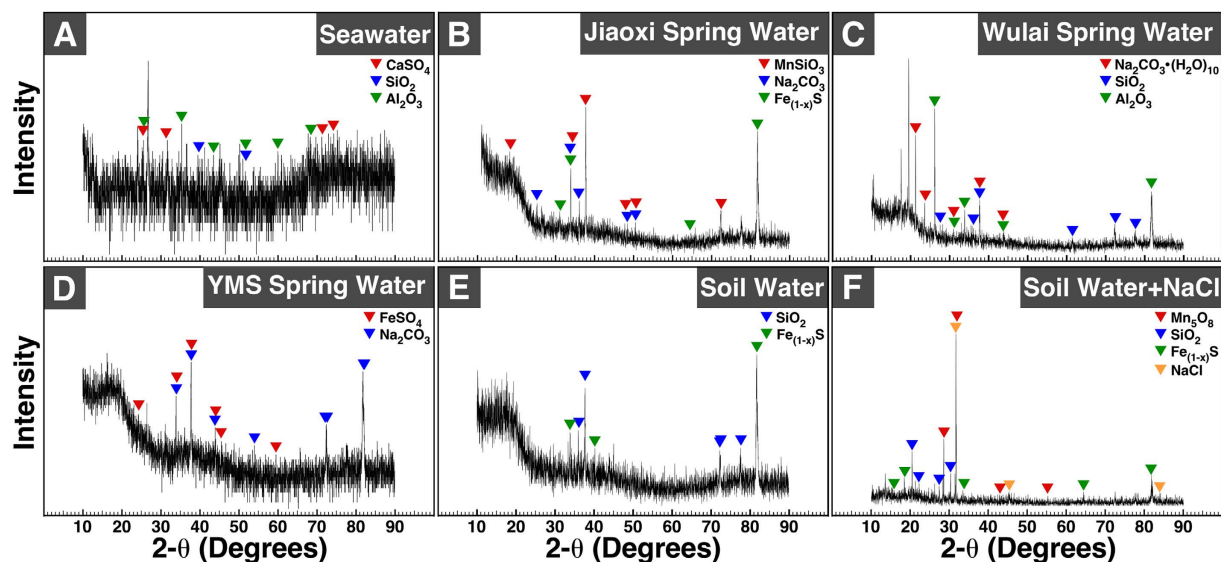 A
Seawater
CaSO4
SiO2
Al2O3
B
Jiaoxi Spring Water
MnSiO3
Na2CO3
Fe(1-x)S
C
Wulai Spring Water
Na2CO3•(H2O)10
SiO2
Al2O3
Intensity
D
YMS Spring Water
FeSO4
Na2CO3
E
Soil Water
SiO2
Fe(1-x)S
F
Soil Water+NaCl
Mn5O8
SiO2
Fe(1-x)S
NaCl
Intensity
10 20 30 40 50 60 70 80 90
10 20 30 40 50 60 70 80 90
10 20 30 40 50 60 70 80 90
2-θ (Degrees)
2-θ (Degrees)
2-θ (Degrees)